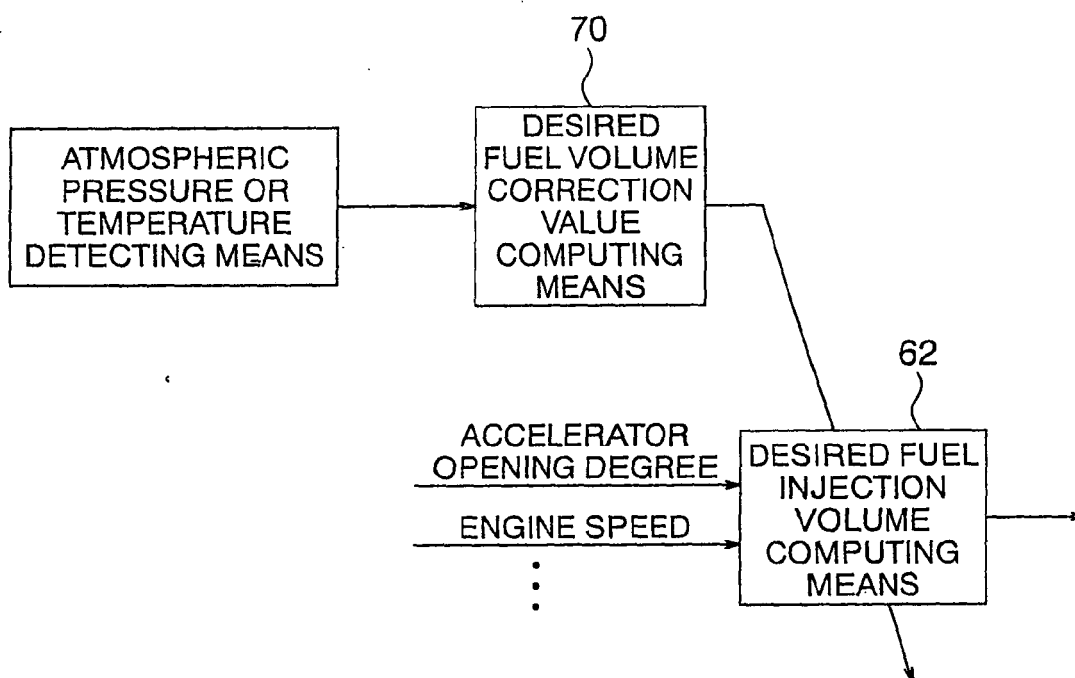 70
DESIRED
FUEL VOLUME
CORRECTION
VALUE
COMPUTING
MEANS
ATMOSPHERIC
PRESSURE OR
TEMPERATURE
DETECTING MEANS
62
ACCELERATOR
OPENING DEGREE
ENGINE SPEED
DESIRED FUEL
INJECTION
VOLUME
COMPUTING
MEANS